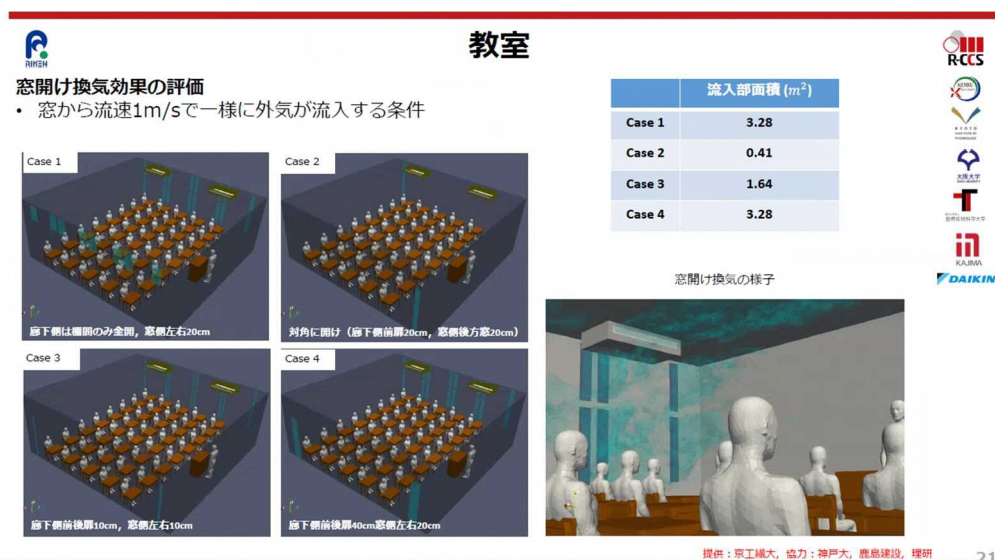 教室
RIKEN
窓開け換気効果の評価
• 窓から流速1m/sで一様に外気が流入する条件
流入部面積 (m²)
Case 1 3.28
Case 2 0.41
Case 3 1.64
Case 4 3.28
Case 1
廊下側は欄間のみ全開，窓側左右20cm
Case 2
対角に開け（廊下側前扉20cm，窓側後方窓20cm）
Case 3
廊下側前後扉10cm，窓側左右10cm
Case 4
廊下側前後扉40cm窓側左右20cm
窓開け換気の様子
R-CCS
KOBE
KYOTO
大阪大学
KAJIMA
DAIKIN
提供：京工繊大，協力：神戸大，鹿島建設，理研
21